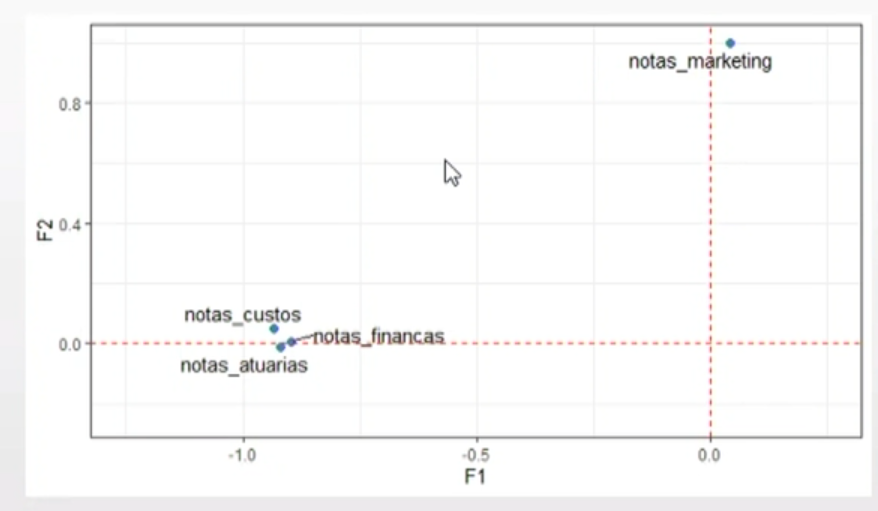 notas_marketing
0.8
F2
0.4
notas_custos
notas_financas
0.0
notas_atuarias
-1.0
-0.5
0.0
F1